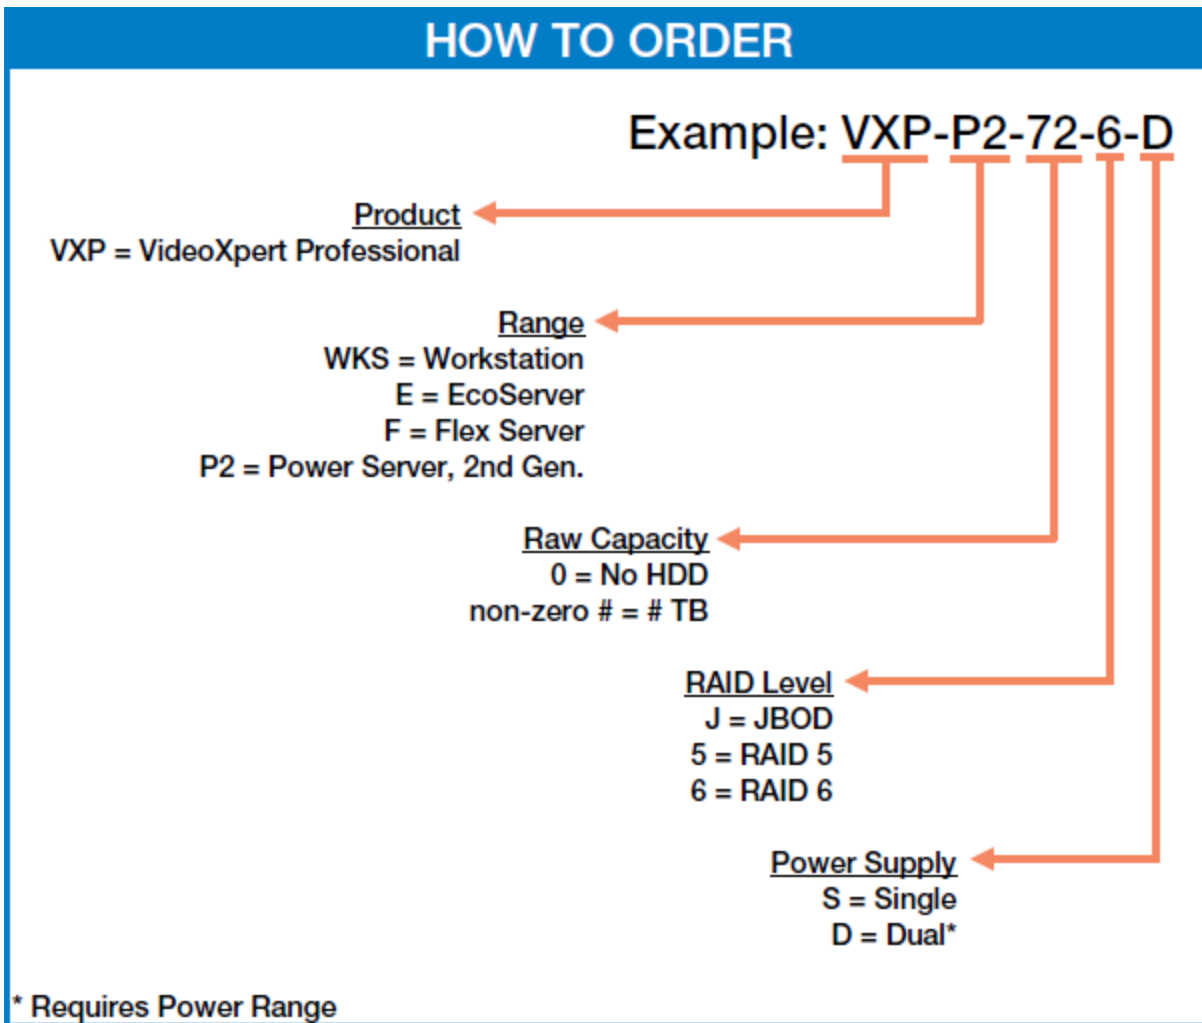 HOW TO ORDER
Example: VXP-P2-72-6-D
Product
VXP = VideoXpert Professional
Range
WKS = Workstation
E = EcoServer
F = Flex Server
P2 = Power Server, 2nd Gen.
Raw Capacity
0 = No HDD
non-zero # = # TB
RAID Level
J = JBOD
5 = RAID 5
6 = RAID 6
Power Supply
S = Single
D = Dual*
* Requires Power Range